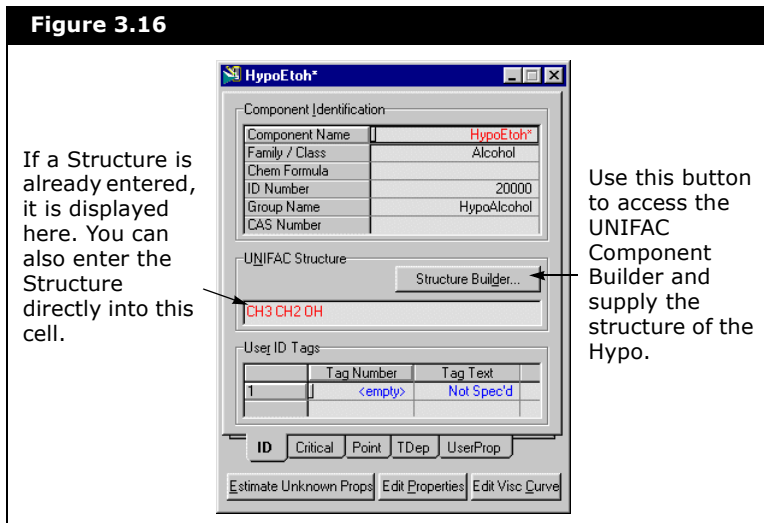 Figure 3.16
HypoEtoh*
Component Identification
Component Name HypoEtoh*
Family / Class Alcohol
Chem Formula
ID Number 20000
Group Name HypoAlcohol
CAS Number
UNIFAC Structure
Structure Builder...
CH3 CH2 OH
User ID Tags
Tag Number Tag Text
1 <empty> Not Spec'd
ID Critical Point TDep UserProp
Estimate Unknown Props Edit Properties Edit Visc Curve
If a Structure is
already entered,
it is displayed
here. You can
also enter the
Structure
directly into this
cell.
Use this button
to access the
UNIFAC
Component
Builder and
supply the
structure of the
Hypo.